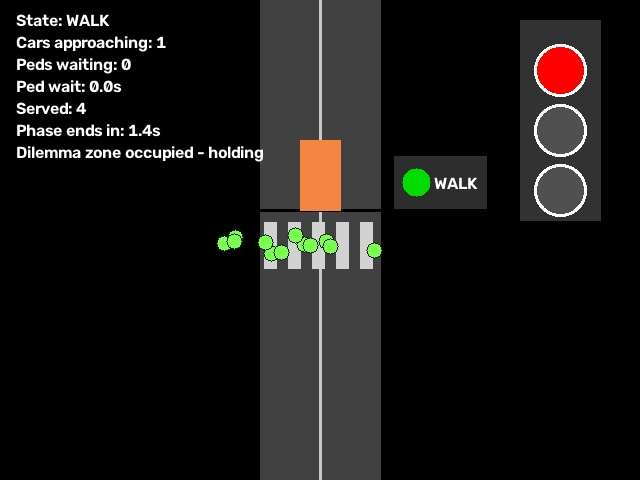 State: WALK
Cars approaching: 1
Peds waiting: 0
Ped wait: 0.0s
Served: 4
Phase ends in: 1.4s
Dilemma zone occupied - holding
WALK